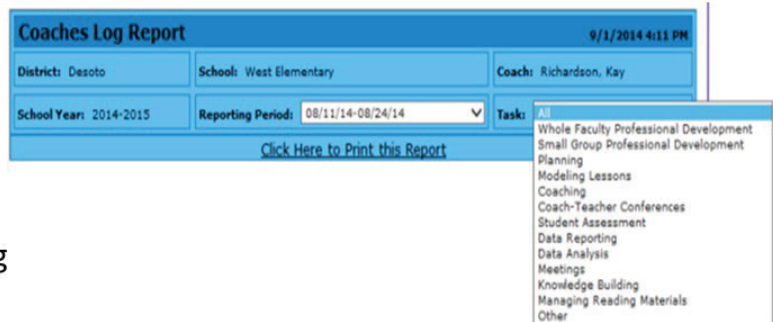 Coaches Log Report 9/1/2014 4:11 PM
District: Desoto School: West Elementary Coach: Richardson, Kay
School Year: 2014-2015 Reporting Period: 08/11/14-08/24/14 Task: All
Click Here to Print this Report
Whole Faculty Professional Development
Small Group Professional Development
Planning
Modeling Lessons
Coaching
Coach-Teacher Conferences
Student Assessment
Data Reporting
Data Analysis
Meetings
Knowledge Building
Managing Reading Materials
Other
g